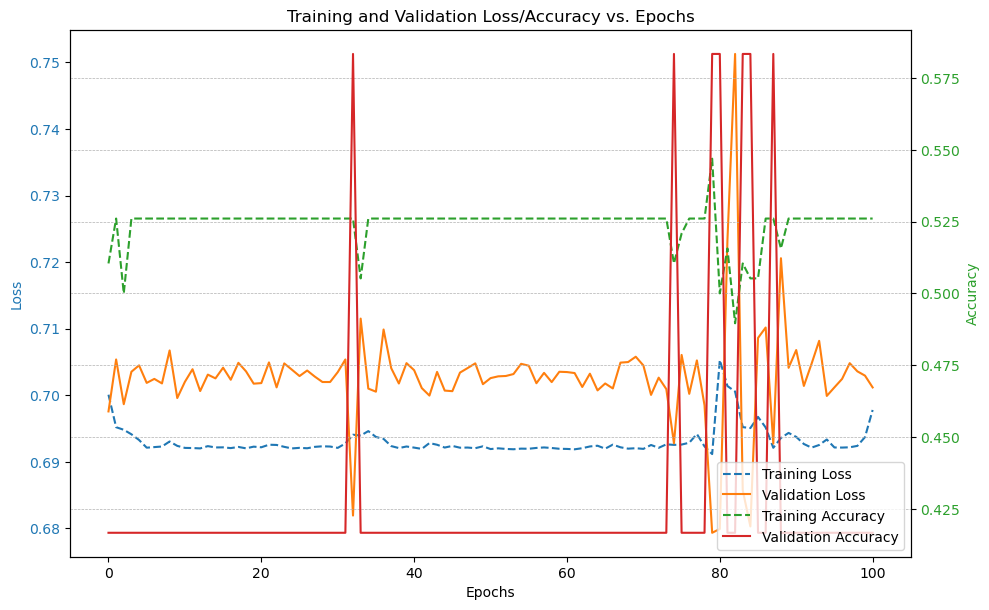 Training and Validation Loss/Accuracy vs. Epochs
0.75
0.74
0.73
0.72
0.71
0.70
0.69
0.68
Loss
0.575
0.550
0.525
0.500
0.475
0.450
0.425
Accuracy
Training Loss
Validation Loss
Training Accuracy
Validation Accuracy
0 20 40 60 80 100
Epochs